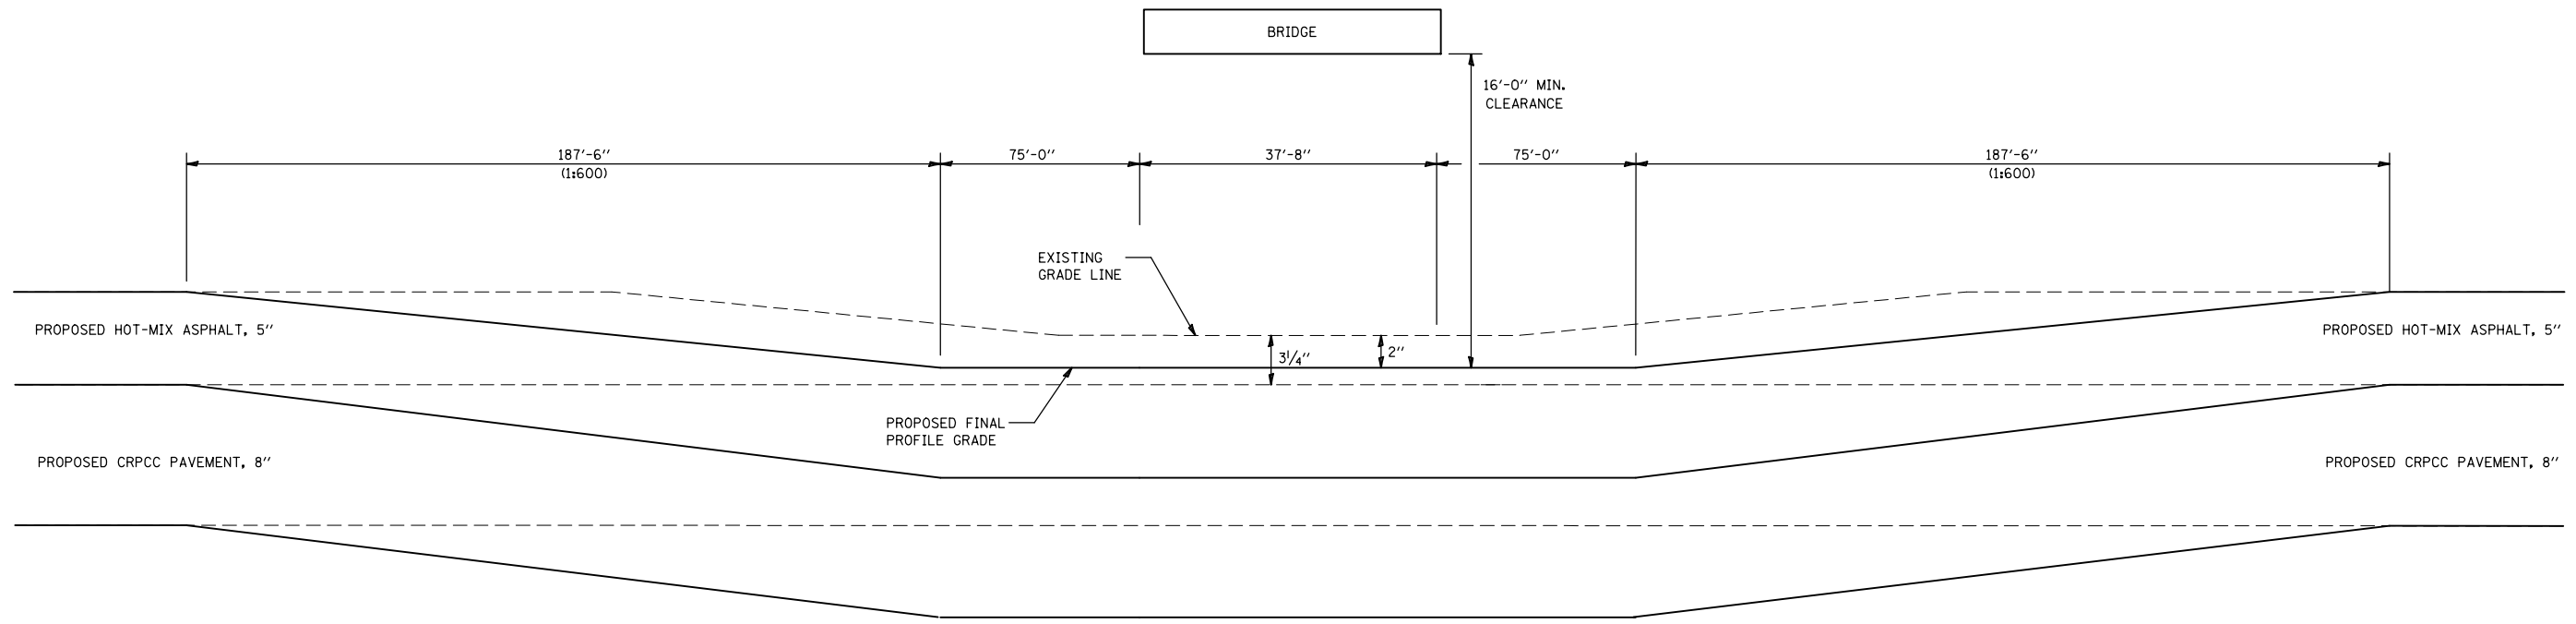 BRIDGE
16'-0" MIN.
CLEARANCE
187'-6"
(1:600)
75'-0"
37'-8"
75'-0"
187'-6"
(1:600)
EXISTING
GRADE LINE
PROPOSED HOT-MIX ASPHALT, 5"
PROPOSED HOT-MIX ASPHALT, 5"
3 1/4"
2"
PROPOSED FINAL
PROFILE GRADE
PROPOSED CRPCC PAVEMENT, 8"
PROPOSED CRPCC PAVEMENT, 8"